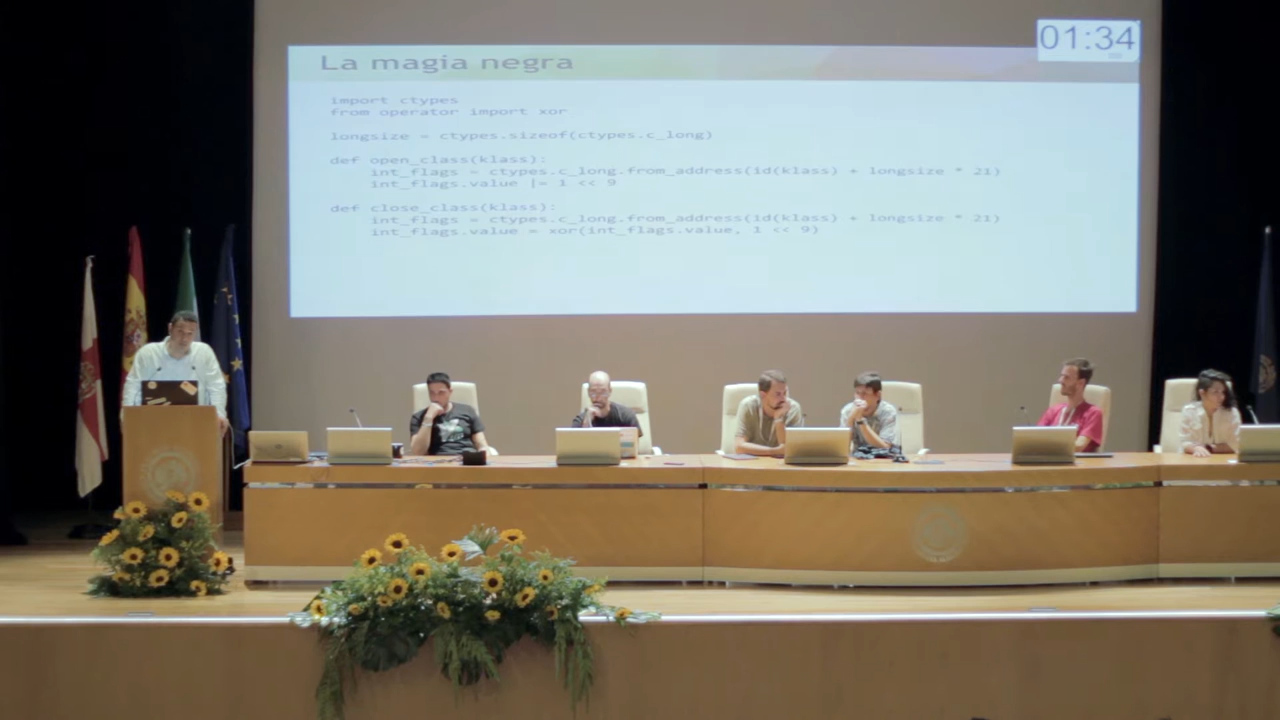 01:34
La magia negra
import ctypes
from operator import xor
longsize = ctypes.sizeof(ctypes.c_long)
def open_class(klass):
    int_flags = ctypes.c_long.from_address(id(klass) + longsize * 21)
    int_flags.value |= 1 << 9
def close_class(klass):
    int_flags = ctypes.c_long.from_address(id(klass) + longsize * 21)
    int_flags.value = xor(int_flags.value, 1 << 9)